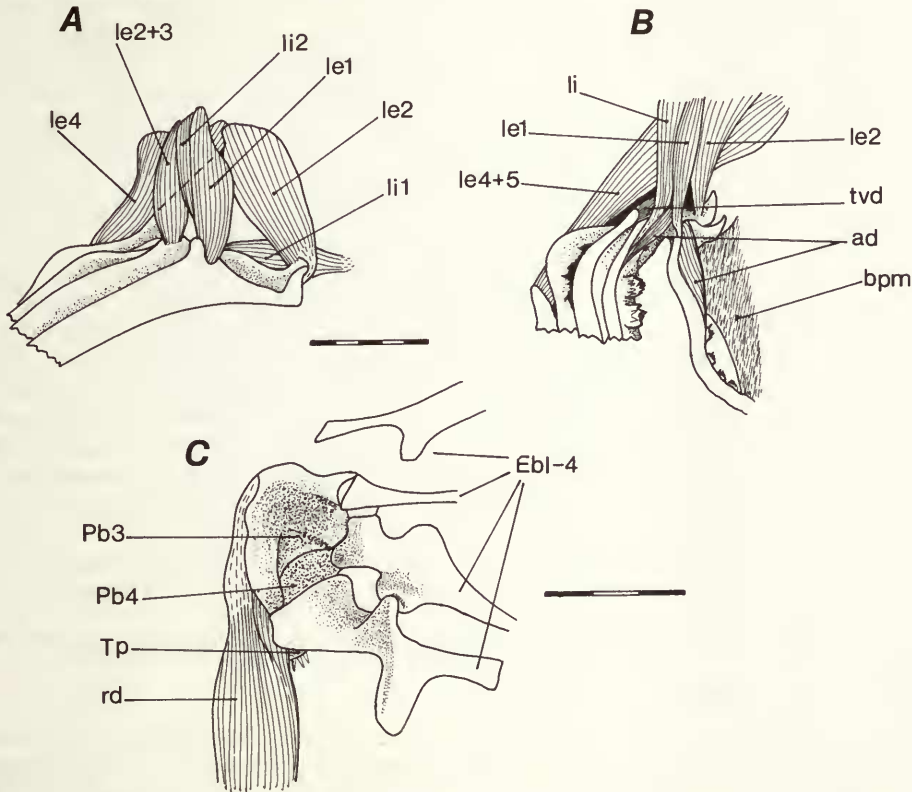 A
le2+3
li2
le1
le4
le2
li1
B
li
le1
le2
le4+5
tvd
ad
bpm
C
Ebl-4
Pb3
Pb4
Tp
rd